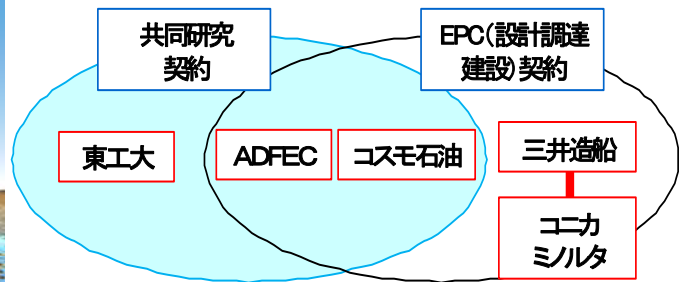 共同研究
契約
EPC(設計調達
建設)契約
東工大
ADFEC
コスモ石油
三井造船
コニカ
ミノルタ